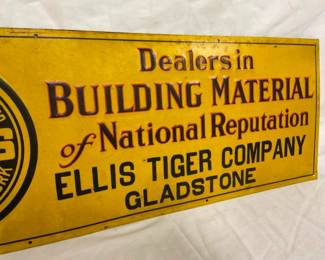 Dealers in
BUILDING MATERIAL
of National Reputation
ELLIS TIGER COMPANY
GLADSTONE